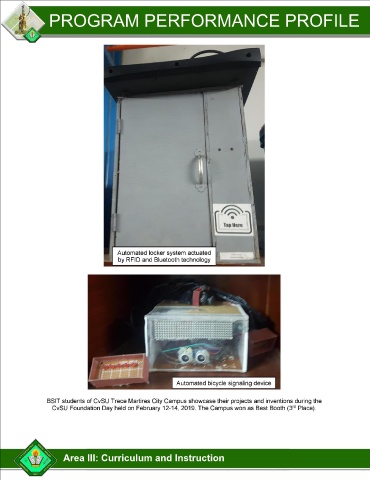 PROGRAM PERFORMANCE PROFILE
Tap Here
Automated locker system actuated
by RFID and Bluetooth technology
Automated bicycle signaling device
BSIT students of CvSU Trece Martires City Campus showcase their projects and inventions during the
CvSU Foundation Day held on February 12-14, 2019. The Campus won as Best Booth (3rd Place)
Area III: Curriculum and Instruction